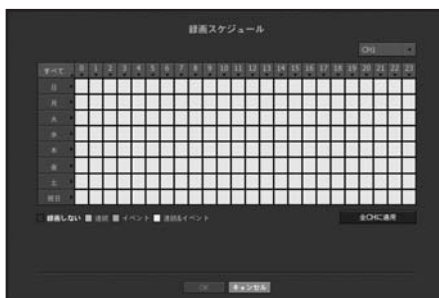 録画スケジュール
CH1
すべて 0 1 2 3 4 5 6 7 8 9 10 11 12 13 14 15 16 17 18 19 20 21 22 23
日
月
火
水
木
金
土
祝日
録画しない 連続 イベント 連続&イベント
全CHに適用
OK キャンセル